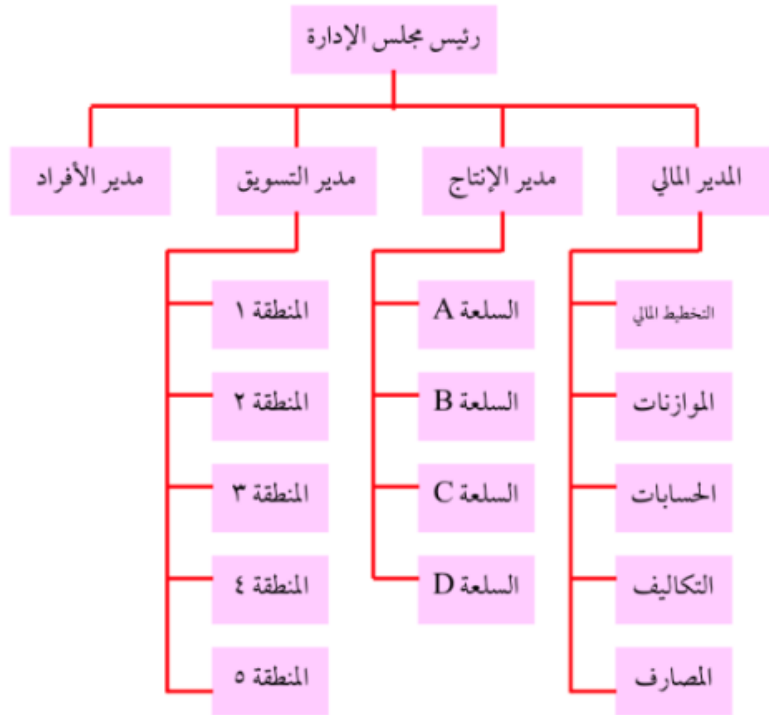 رئيس مجلس الإدارة
المدير المالي
مدير الإنتاج
مدير التسويق
مدير الأفراد
التخطيط المالي
السلعة A
المنطقة ١
الموازنات
السلعة B
المنطقة ٢
الحسابات
السلعة C
المنطقة ٣
التكاليف
السلعة D
المنطقة ٤
المصارف
المنطقة ٥